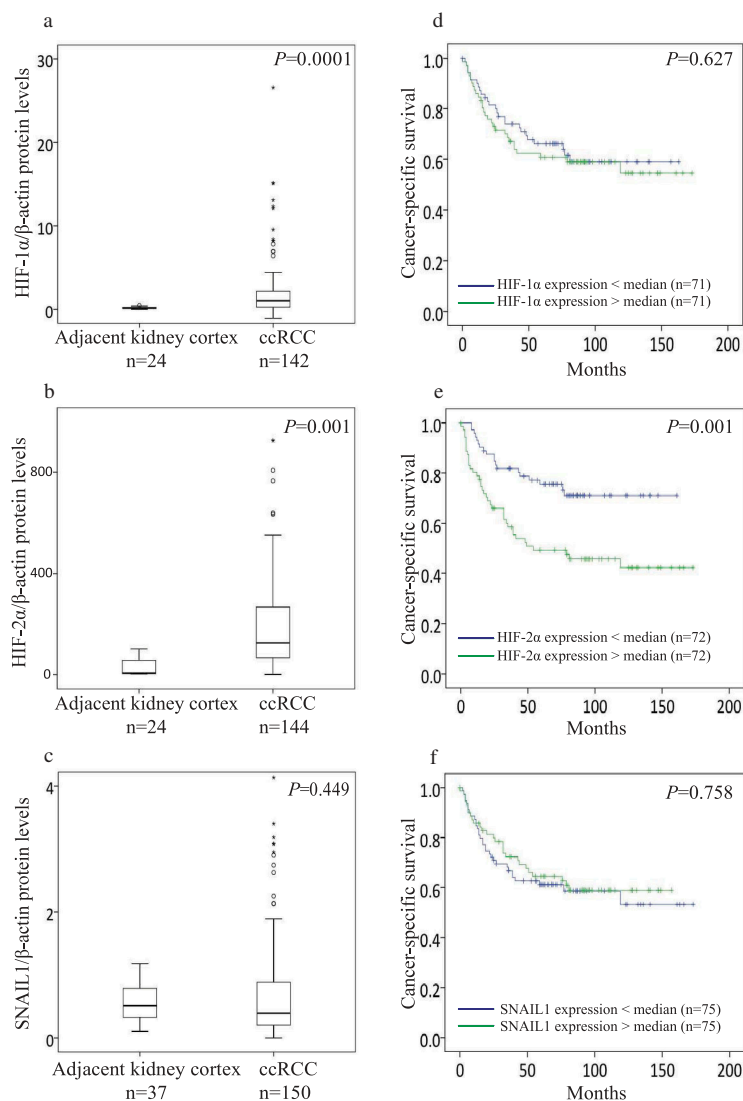 a
P=0.0001
HIF-1α/β-actin protein levels
30
20
10
0
Adjacent kidney cortex
n=24
ccRCC
n=142
d
P=0.627
Cancer-specific survival
1.0
0.8
0.6
0.4
0.2
0.0
HIF-1α expression < median (n=71)
HIF-1α expression > median (n=71)
0 50 100 150 200
Months
b
P=0.001
HIF-2α/β-actin protein levels
800
400
0
Adjacent kidney cortex
n=24
ccRCC
n=144
e
P=0.001
Cancer-specific survival
1.0
0.8
0.6
0.4
0.2
0.0
HIF-2α expression < median (n=72)
HIF-2α expression > median (n=72)
0 50 100 150 200
Months
c
P=0.449
SNAIL1/β-actin protein levels
4
2
0
Adjacent kidney cortex
n=37
ccRCC
n=150
f
P=0.758
Cancer-specific survival
1.0
0.8
0.6
0.4
0.2
0.0
SNAIL1 expression < median (n=75)
SNAIL1 expression > median (n=75)
0 50 100 150 200
Months